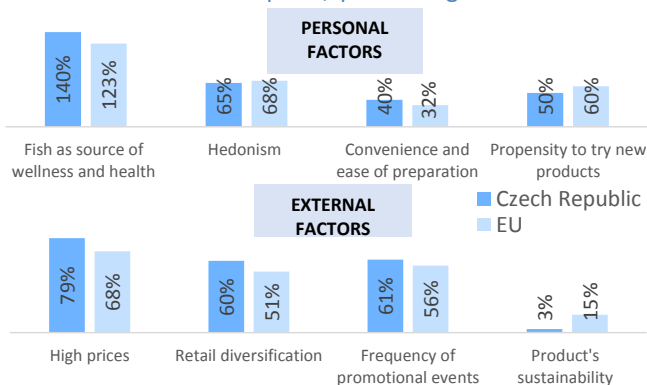 PERSONAL
FACTORS
140%
123%
65%
68%
40%
32%
50%
60%
Fish as source of
wellness and health
Hedonism
Convenience and
ease of preparation
Propensity to try new
products
EXTERNAL
FACTORS
Czech Republic
EU
79%
68%
60%
51%
61%
56%
3%
15%
High prices
Retail diversification
Frequency of
promotional events
Product's
sustainability